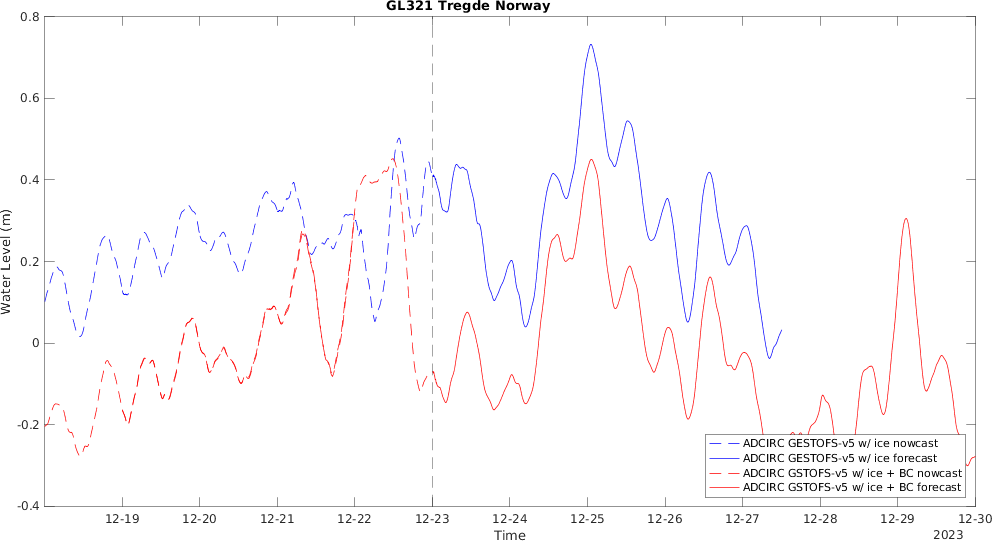 GL321 Tregde Norway
0.8
0.6
0.4
0.2
0
-0.2
-0.4
Water Level (m)
ADCIRC GESTOFS-v5 w/ ice nowcast
ADCIRC GESTOFS-v5 w/ ice forecast
ADCIRC GSTOFS-v5 w/ ice + BC nowcast
ADCIRC GSTOFS-v5 w/ ice + BC forecast
12-19 12-20 12-21 12-22 12-23 12-24 12-25 12-26 12-27 12-28 12-29 12-30
Time
2023